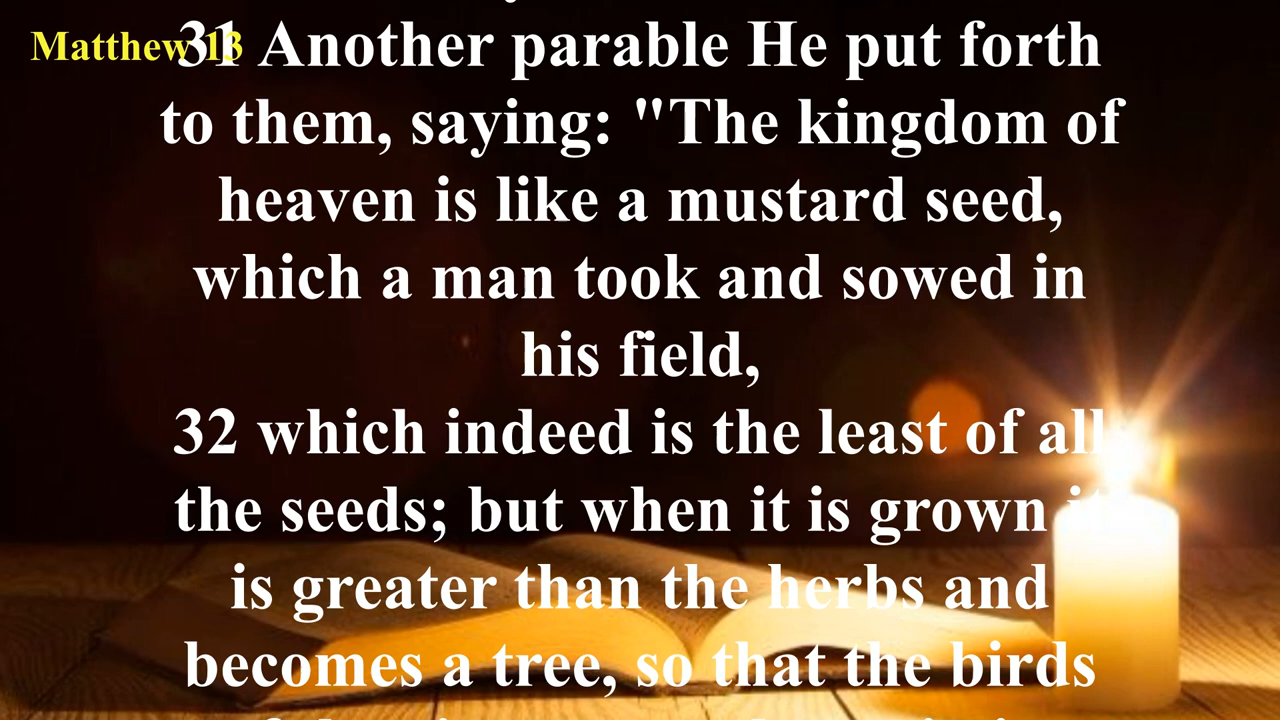 Matthew 13
31 Another parable He put forth
to them, saying: "The kingdom of
heaven is like a mustard seed,
which a man took and sowed in
his field,
32 which indeed is the least of all
the seeds; but when it is grown it
is greater than the herbs and
becomes a tree, so that the birds